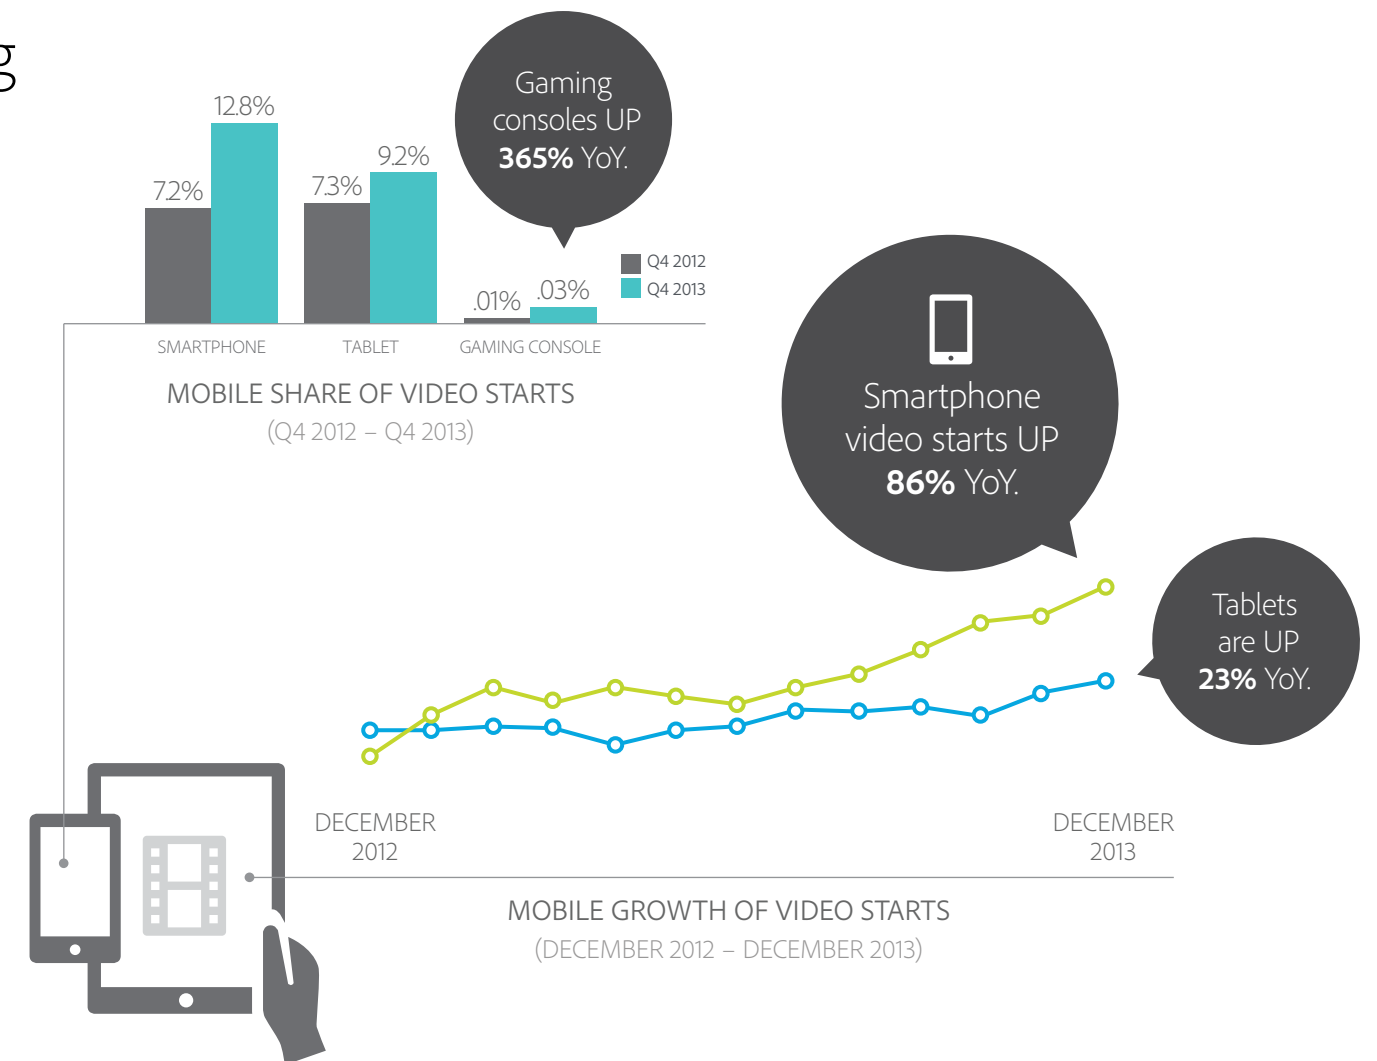 g
12.8%
7.2%
7.3%
9.2%
.01%
.03%
Gaming
consoles UP
365% YoY.
Q4 2012
Q4 2013
SMARTPHONE
TABLET
GAMING CONSOLE
MOBILE SHARE OF VIDEO STARTS
(Q4 2012 – Q4 2013)
Smartphone
video starts UP
86% YoY.
Tablets
are UP
23% YoY.
DECEMBER
2012
DECEMBER
2013
MOBILE GROWTH OF VIDEO STARTS
(DECEMBER 2012 – DECEMBER 2013)